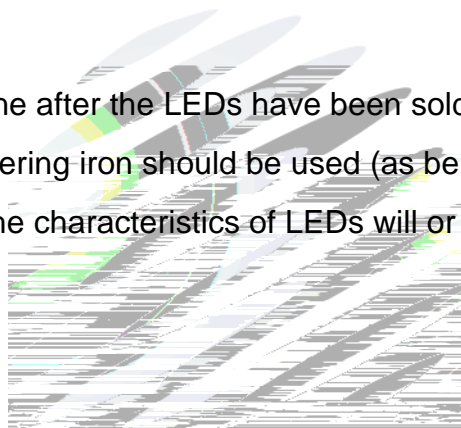 ne after the LEDs have been sold
ering iron should be used (as be
ne characteristics of LEDs will or